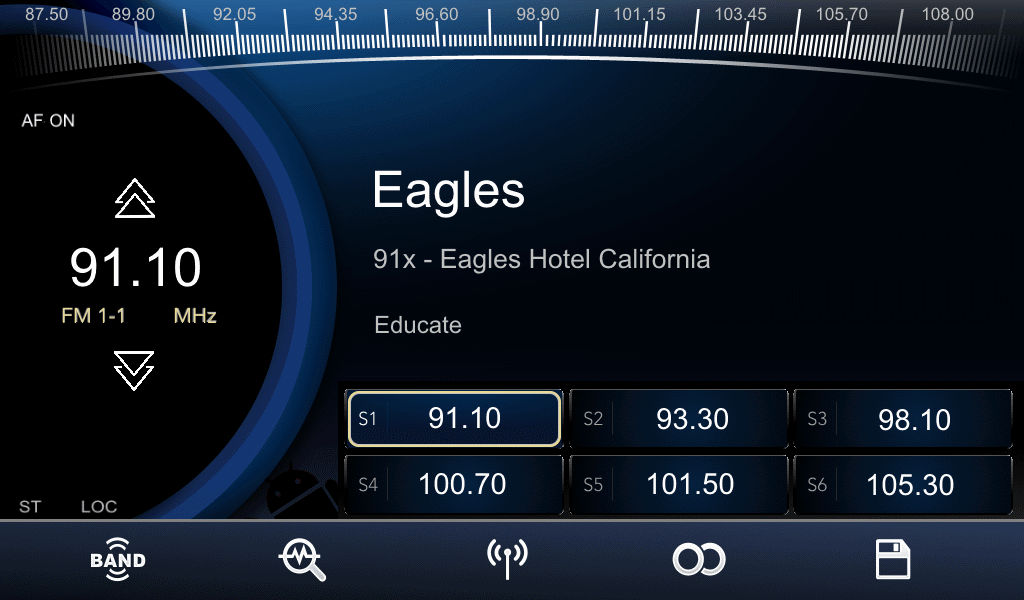 87.50 89.80 92.05 94.35 96.60 98.90 101.15 103.45 105.70 108.00
AF ON
Eagles
91.10
91x - Eagles Hotel California
FM 1-1 MHz
Educate
S1 91.10 S2 93.30 S3 98.10
S4 100.70 S5 101.50 S6 105.30
ST LOC
BAND